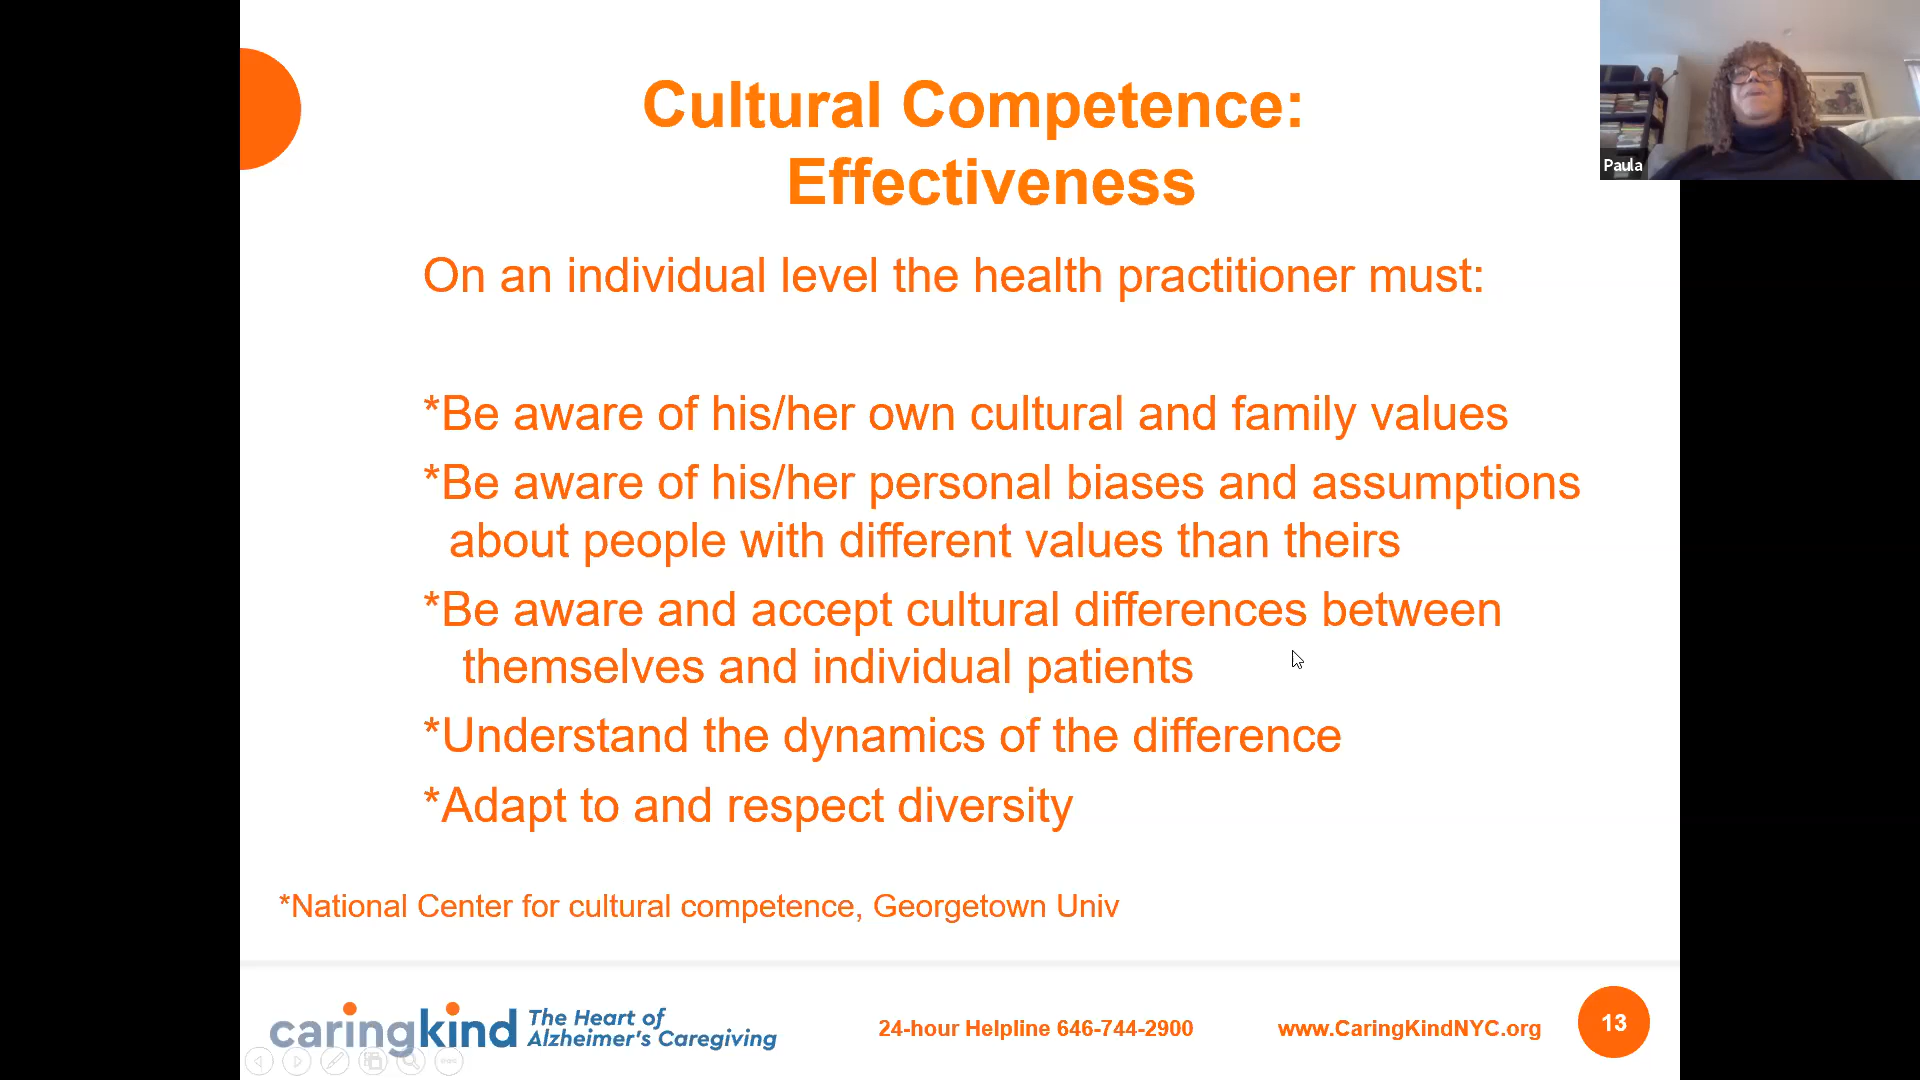 Cultural Competence:
Effectiveness
Paula
On an individual level the health practitioner must:
*Be aware of his/her own cultural and family values
*Be aware of his/her personal biases and assumptions
about people with different values than theirs
*Be aware and accept cultural differences between
themselves and individual patients
*Understand the dynamics of the difference
*Adapt to and respect diversity
*National Center for cultural competence, Georgetown Univ
caringkind The Heart of
Alzheimer's Caregiving
24-hour Helpline 646-744-2900
www.CaringKindNYC.org
13